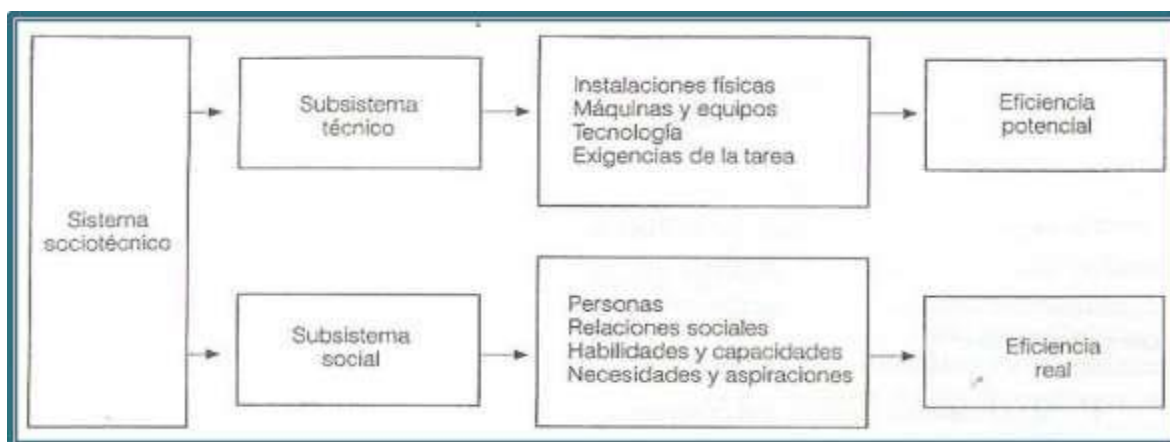 Sistema
sociotécnico
Subsistema
técnico
Instalaciones físicas
Máquinas y equipos
Tecnología
Exigencias de la tarea
Eficiencia
potencial
Subsistema
social
Personas
Relaciones sociales
Habilidades y capacidades
Necesidades y aspiraciones
Eficiencia
real